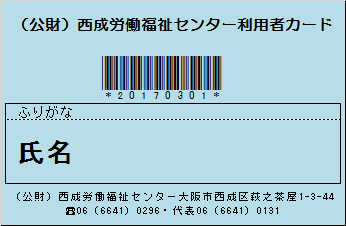 （公財）西成労働福祉センター利用者カード
*20170301*
ふりがな
氏名
（公財）西成労働福祉センター大阪市西成区萩之茶屋1-3-44
☎06（6641）0296・代表06（6641）0131